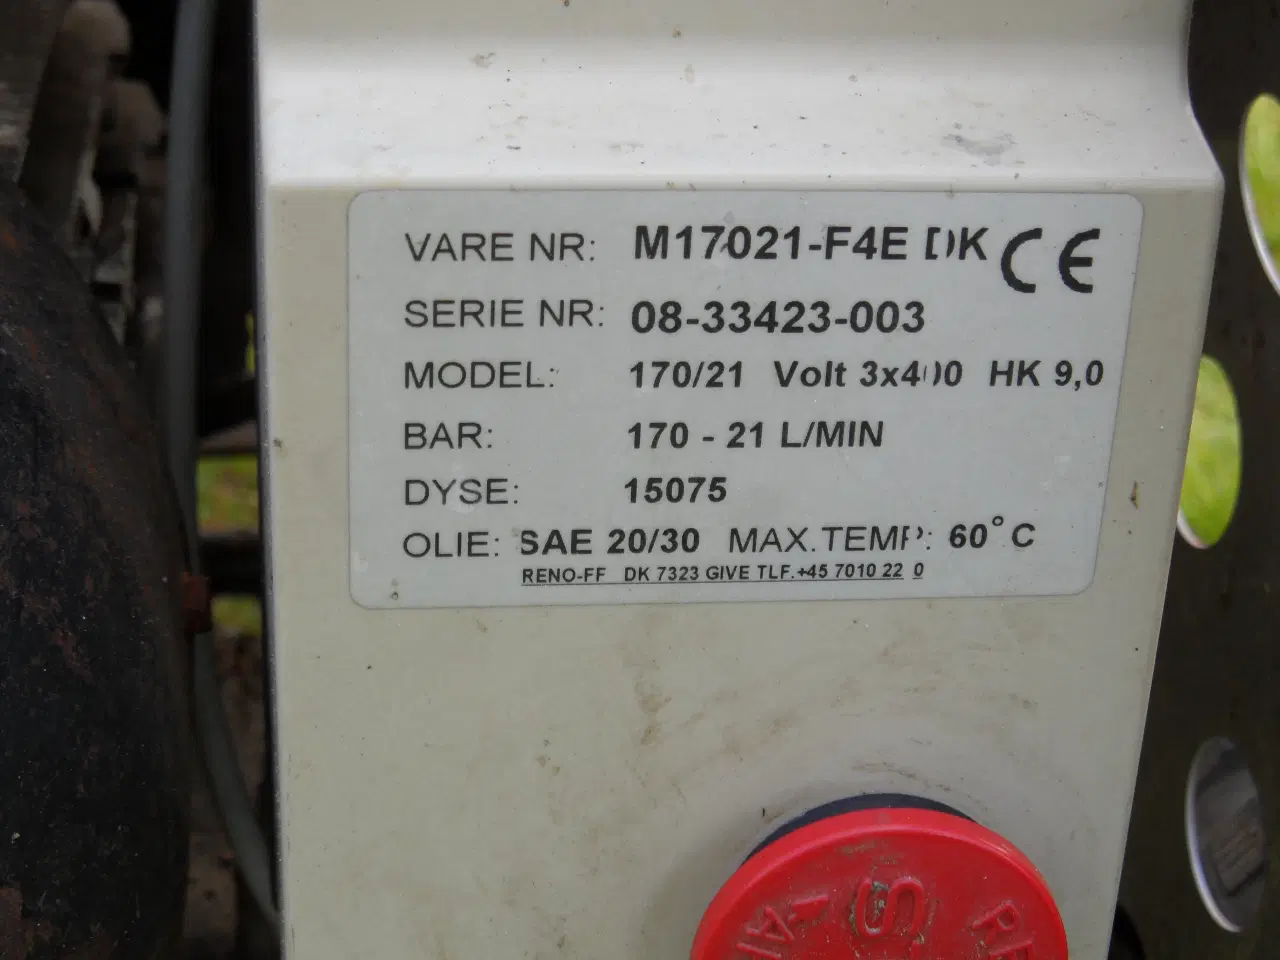 VARE NR: M17021-F4E DK CE
SERIE NR: 08-33423-003
MODEL: 170/21 Volt 3x400 HK 9,0
BAR: 170 - 21 L/MIN
DYSE: 15075
OLIE: SAE 20/30 MAX.TEMP: 60°C
RENO-FF DK 7323 GIVE TLF.+45 7010 22 0